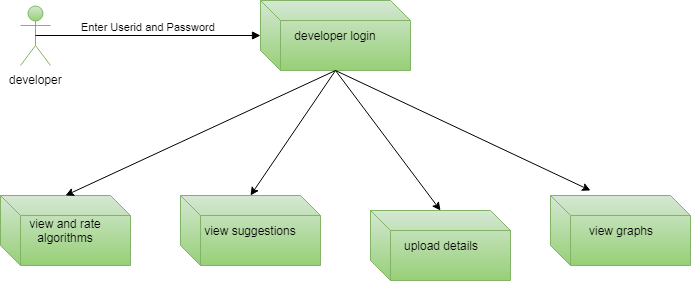 Enter Userid and Password
developer login
developer
view and rate
algorithms
view suggestions
upload details
view graphs